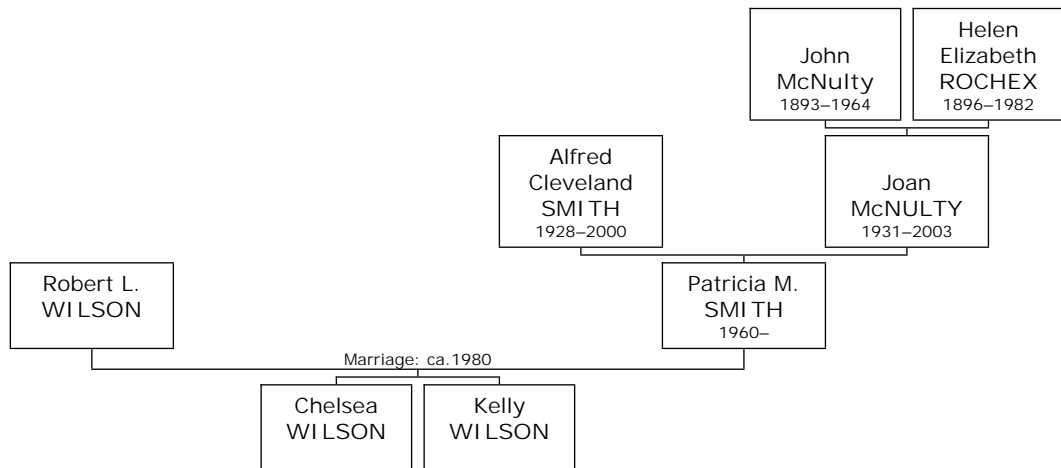 John
McNulty
1893–1964
Helen
Elizabeth
ROCHEX
1896–1982
Alfred
Cleveland
SMITH
1928–2000
Joan
McNULTY
1931–2003
Robert L.
WILSON
Patricia M.
SMITH
1960–
Marriage: ca.1980
Chelsea
WILSON
Kelly
WILSON